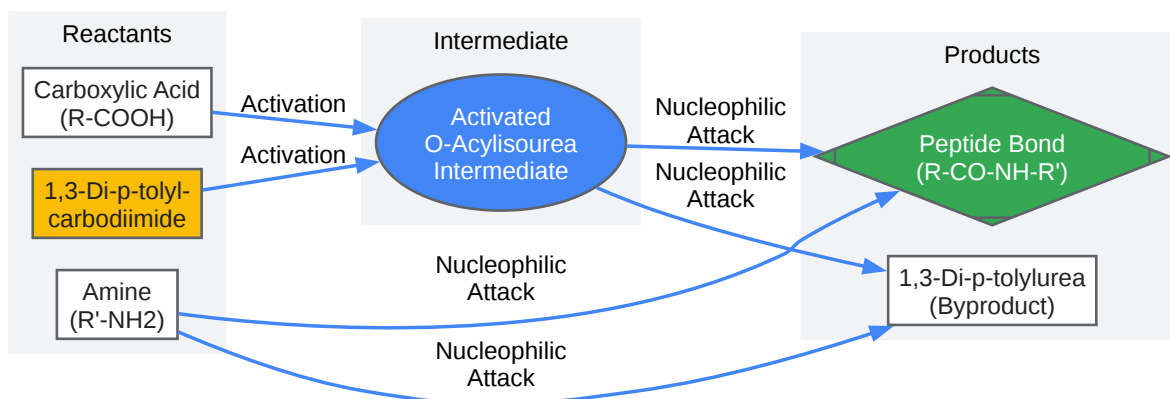 Reactants
Carboxylic Acid
(R-COOH)
1,3-Di-p-tolyl-
carbodiimide
Amine
(R'-NH2)
Activation
Activation
Intermediate
Activated
O-Acylisourea
Intermediate
Nucleophilic
Attack
Nucleophilic
Attack
Nucleophilic
Attack
Nucleophilic
Attack
Products
Peptide Bond
(R-CO-NH-R')
1,3-Di-p-tolylurea
(Byproduct)